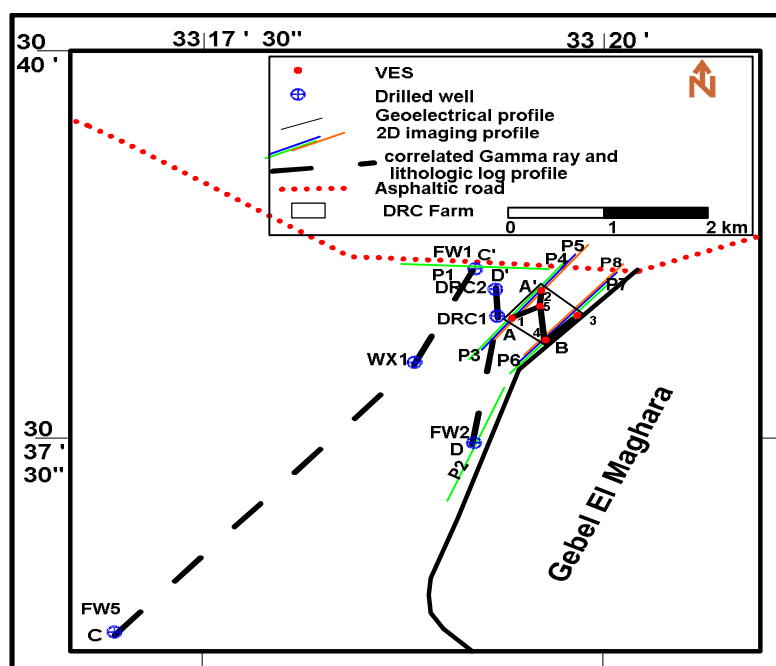 30
40 '
33 17 ' 30"
33 20 '
N
VES
Drilled well
Geoelectrical profile
2D imaging profile
correlated Gamma ray and
lithologic log profile
Asphaltic road
DRC Farm
0 1 2 km
FW1
C'
P1
P4
P5
P8
P7
DRC2
D'
A'
2
5
DRC1
A
1
3
4
B
P3
P6
WX1
30
37 '
30"
FW2
D
P2
Gebel El Maghara
FW5
C